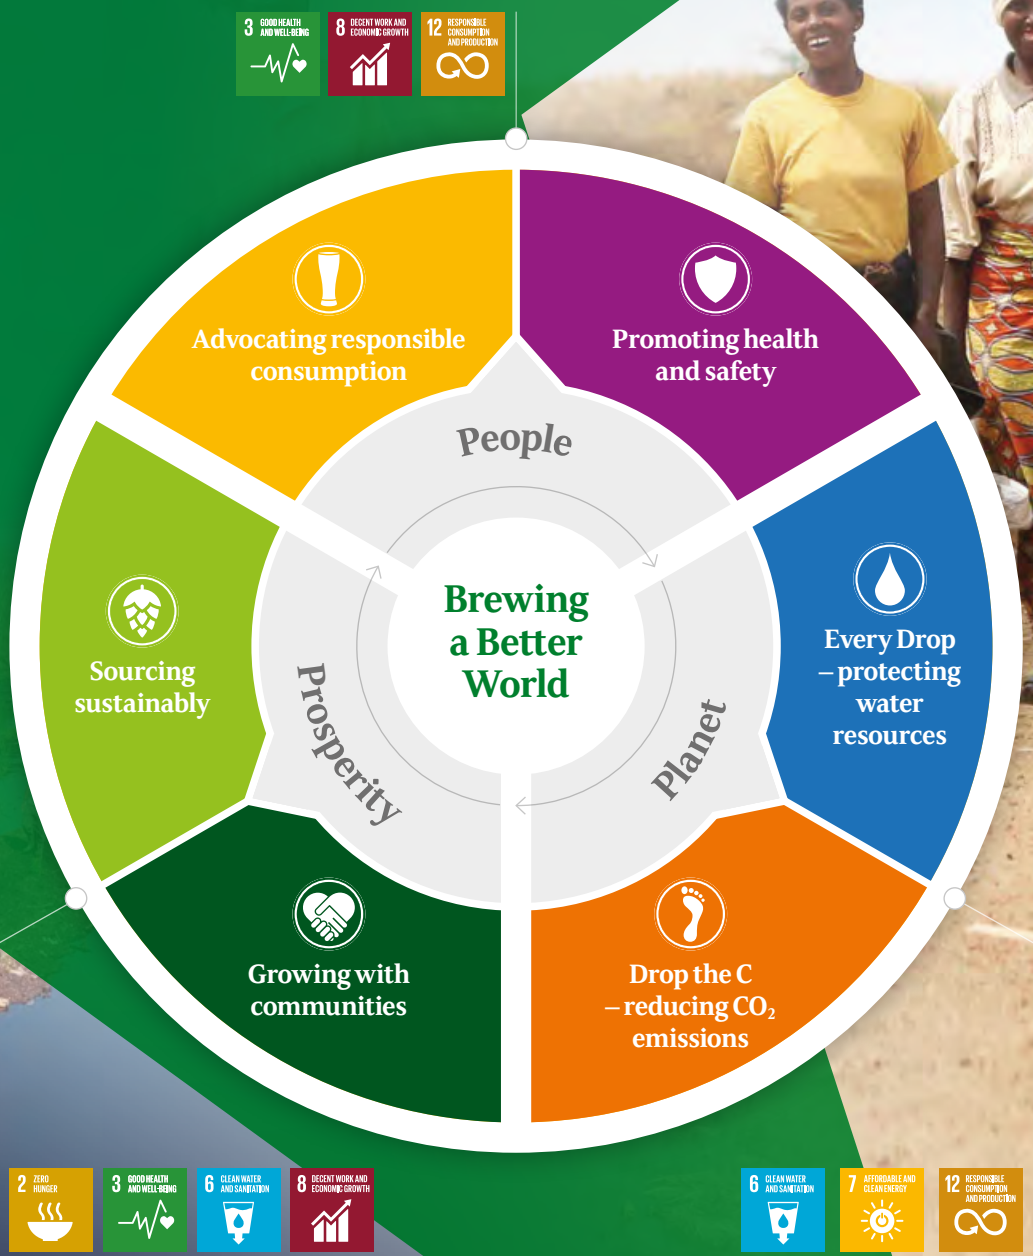 3 GOOD HEALTH
AND WELL-BEING
8 DECENT WORK AND
ECONOMIC GROWTH
12 RESPONSIBLE
CONSUMPTION
AND PRODUCTION
Advocating responsible
consumption
Promoting health
and safety
People
Brewing
a Better
World
Sourcing
sustainably
Every Drop
– protecting
water
resources
Prosperity
Planet
Growing with
communities
Drop the C
– reducing CO₂
emissions
2 ZERO
HUNGER
3 GOOD HEALTH
AND WELL-BEING
6 CLEAN WATER
AND SANITATION
8 DECENT WORK AND
ECONOMIC GROWTH
6 CLEAN WATER
AND SANITATION
7 AFFORDABLE AND
CLEAN ENERGY
12 RESPONSIBLE
CONSUMPTION
AND PRODUCTION